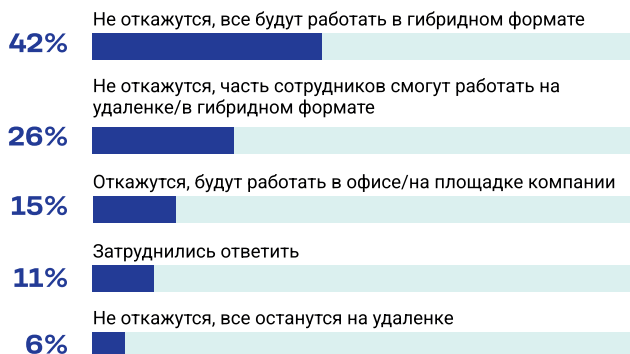 Не откажутся, все будут работать в гибридном формате
42%
Не откажутся, часть сотрудников смогут работать на
удаленке/в гибридном формате
26%
Откажутся, будут работать в офисе/на площадке компании
15%
Затруднились ответить
11%
Не откажутся, все останутся на удаленке
6%